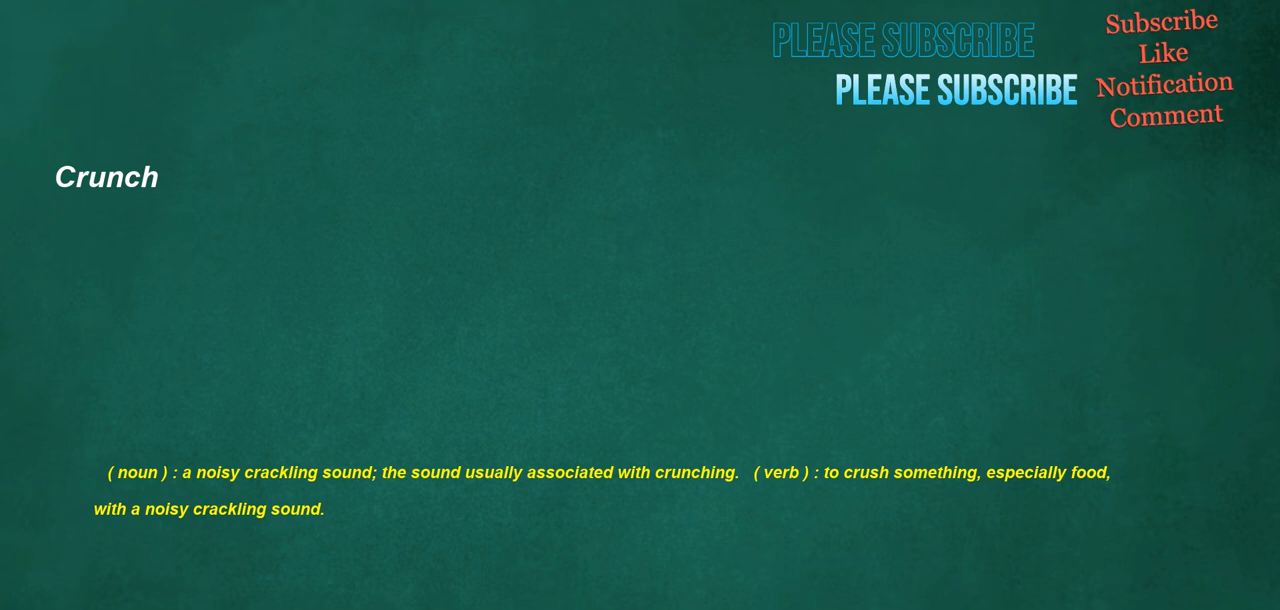 PLEASE SUBSCRIBE
PLEASE SUBSCRIBE
Subscribe
Like
Notification
Comment
Crunch
( noun ) : a noisy crackling sound; the sound usually associated with crunching. ( verb ) : to crush something, especially food,
with a noisy crackling sound.